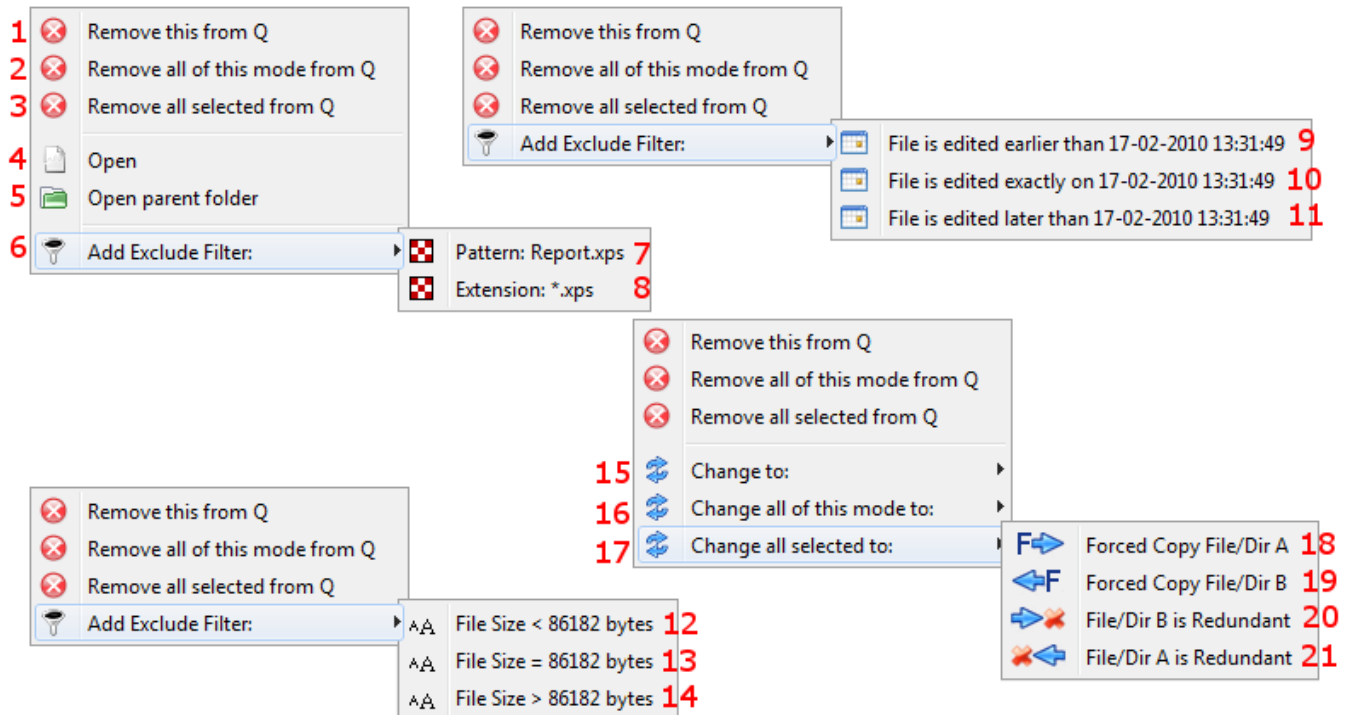 1 Remove this from Q
2 Remove all of this mode from Q
3 Remove all selected from Q
4 Open
5 Open parent folder
6 Add Exclude Filter:
Pattern: Report.xps 7
Extension: *.xps 8
Remove this from Q
Remove all of this mode from Q
Remove all selected from Q
Add Exclude Filter:
File is edited earlier than 17-02-2010 13:31:49 9
File is edited exactly on 17-02-2010 13:31:49 10
File is edited later than 17-02-2010 13:31:49 11
Remove this from Q
Remove all of this mode from Q
Remove all selected from Q
Add Exclude Filter:
AA File Size < 86182 bytes 12
AA File Size = 86182 bytes 13
AA File Size > 86182 bytes 14
Remove this from Q
Remove all of this mode from Q
Remove all selected from Q
15 Change to:
16 Change all of this mode to:
17 Change all selected to:
F Forced Copy File/Dir A 18
F Forced Copy File/Dir B 19
File/Dir B is Redundant 20
File/Dir A is Redundant 21